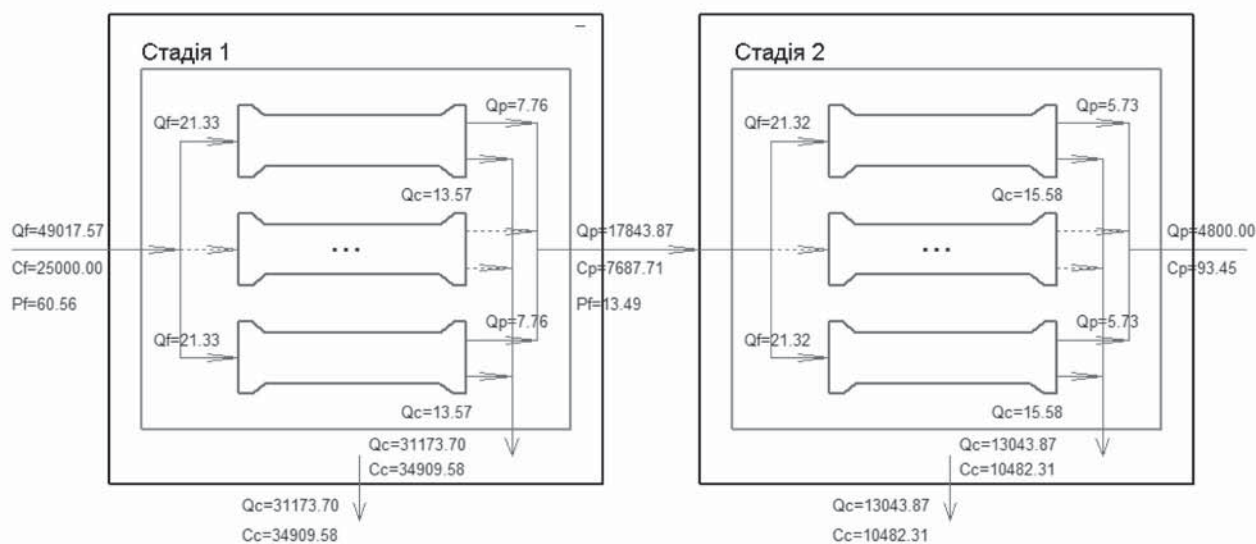 Стадія 1
Qf=21.33
Qp=7.76
Qc=13.57
Qf=49017.57
Cf=25000.00
Pf=60.56
...
Qf=21.33
Qp=7.76
Qc=13.57
Qc=31173.70
Cc=34909.58
Qc=31173.70
Cc=34909.58
Qp=17843.87
Cp=7687.71
Pf=13.49
Стадія 2
Qf=21.32
Qp=5.73
Qc=15.58
...
Qf=21.32
Qp=5.73
Qc=15.58
Qc=13043.87
Cc=10482.31
Qc=13043.87
Cc=10482.31
Qp=4800.00
Cp=93.45